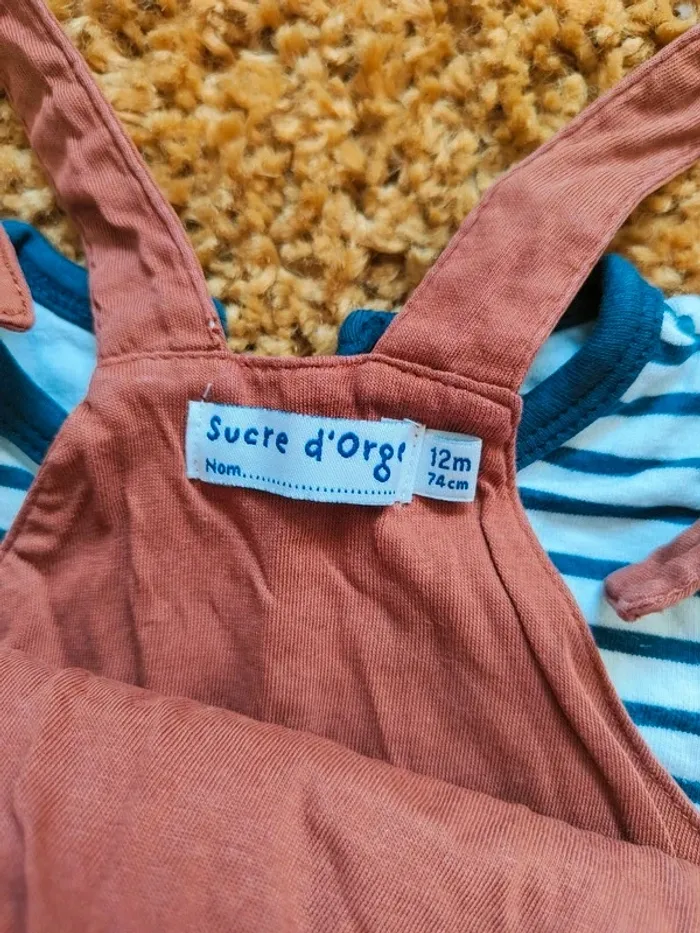 Sucre d'Orge
Nom..............................
12m
74cm